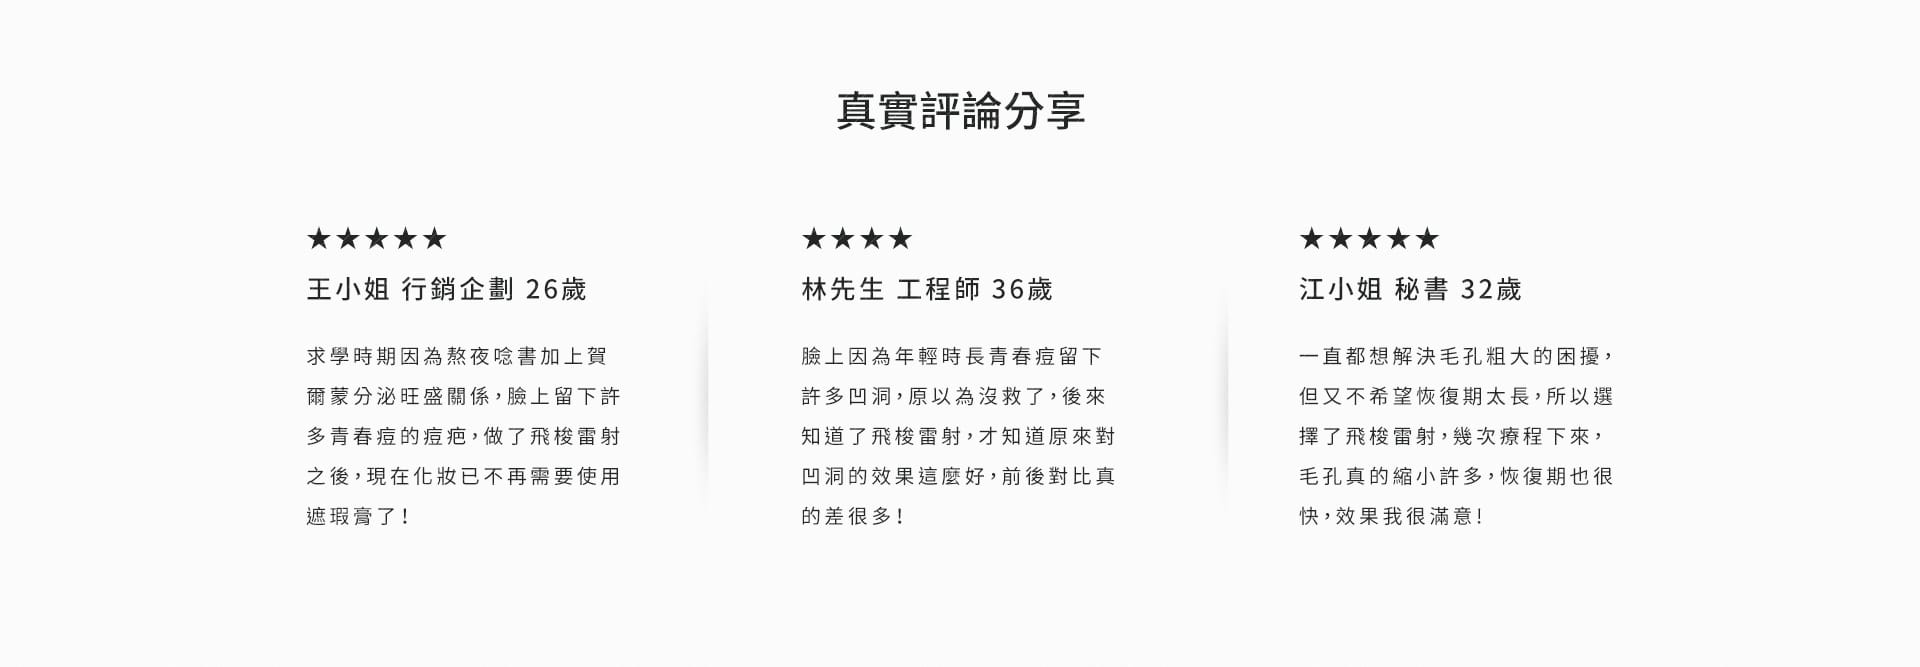 真實評論分享
★★★★★
王小姐 行銷企劃 26歲
求學時期因為熬夜唸書加上賀
爾蒙分泌旺盛關係,臉上留下許
多青春痘的痘疤,做了飛梭雷射
之後,現在化妝已不再需要使用
遮瑕膏了!
★★★★
林先生 工程師 36歲
臉上因為年輕時長青春痘留下
許多凹洞,原以為沒救了,後來
知道了飛梭雷射,才知道原來對
凹洞的效果這麼好,前後對比真
的差很多!
★★★★★
江小姐 秘書 32歲
一直都想解決毛孔粗大的困擾,
但又不希望恢復期太長,所以選
擇了飛梭雷射,幾次療程下來,
毛孔真的縮小許多,恢復期也很
快,效果我很滿意!